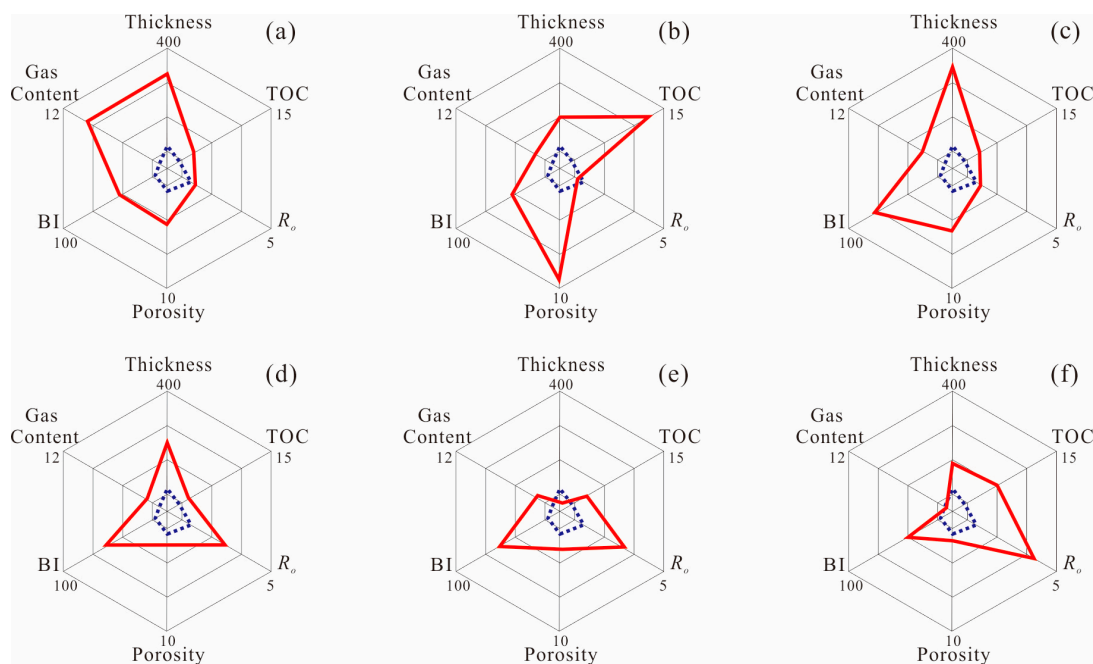 Thickness
400
(a)
Gas
Content
12
TOC
15
BI
100
Ro
5
10
Porosity
Thickness
400
(b)
Gas
Content
12
TOC
15
BI
100
Ro
5
10
Porosity
Thickness
400
(c)
Gas
Content
12
TOC
15
BI
100
Ro
5
10
Porosity
Thickness
400
(d)
Gas
Content
12
TOC
15
BI
100
Ro
5
10
Porosity
Thickness
400
(e)
Gas
Content
12
TOC
15
BI
100
Ro
5
10
Porosity
Thickness
400
(f)
Gas
Content
12
TOC
15
BI
100
Ro
5
10
Porosity